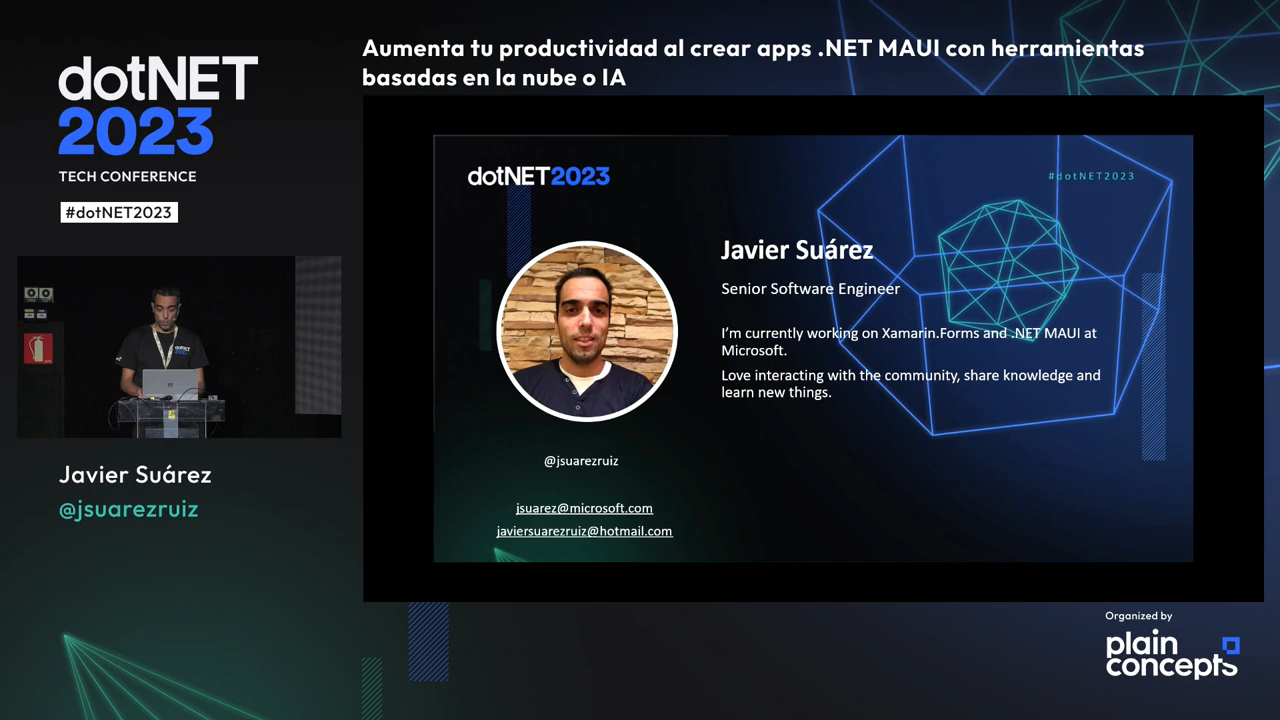 dotNET
2023
TECH CONFERENCE
#dotNET2023
Javier Suárez
@jsuarezruiz
Aumenta tu productividad al crear apps .NET MAUI con herramientas
basadas en la nube o IA
dotNET2023
#dotNET2023
Javier Suárez
Senior Software Engineer
I'm currently working on Xamarin.Forms and .NET MAUI at
Microsoft.
Love interacting with the community, share knowledge and
learn new things.
@jsuarezruiz
jsuarez@microsoft.com
javiersuarezruiz@hotmail.com
Organized by
plain
concepts